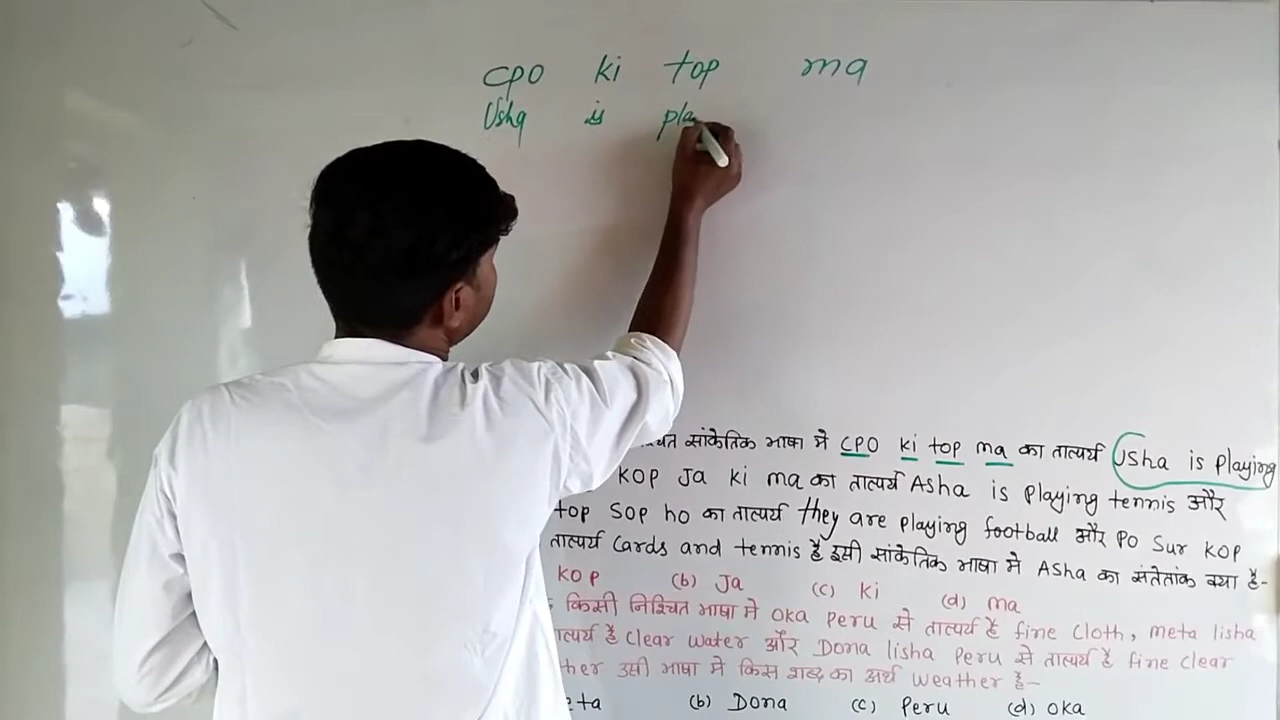 cpo ki top ma
Usha is pla
सांकेतिक भाषा मे CPO ki top ma का तात्पर्य Usha is playing
KOP Ja ki ma का तात्पर्य Asha is playing tennis और
top Sop ho का तात्पर्य they are playing football और Po Sur KOP
तात्पर्य Cards and tennis है इसी सांकेतिक भाषा मे Asha का संतेतांक क्या है-
KOP (b) Ja (c) Ki (d) ma
किसी निश्चित भाषा मे Oka Peru से तात्पर्य है fine Cloth, meta lisha
है Clear Water और Dona lisha Peru से तात्पर्य है fine Clear
उसी भाषा मे किस शब्द का अर्थ Weather है-
(b) Dona (c) Peru (d) Oka